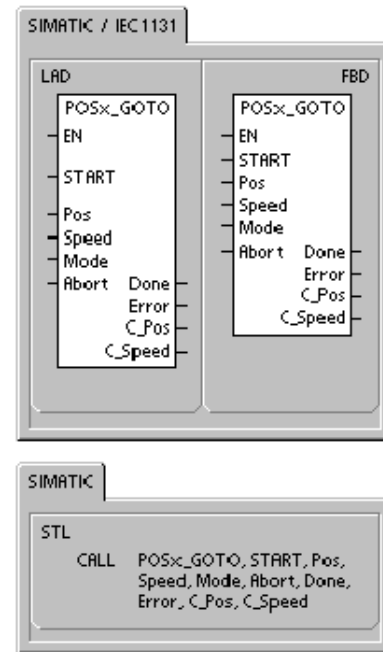 SIMATIC / IEC1131
LAD
POSx_GOTO
EN
START
Pos
Speed
Mode
Abort Done
Error
C_Pos
C_Speed
FBD
POSx_GOTO
EN
START
Pos
Speed
Mode
Abort Done
Error
C_Pos
C_Speed
SIMATIC
STL
CALL POSx_GOTO, START, Pos,
Speed, Mode, Abort, Done,
Error, C_Pos, C_Speed